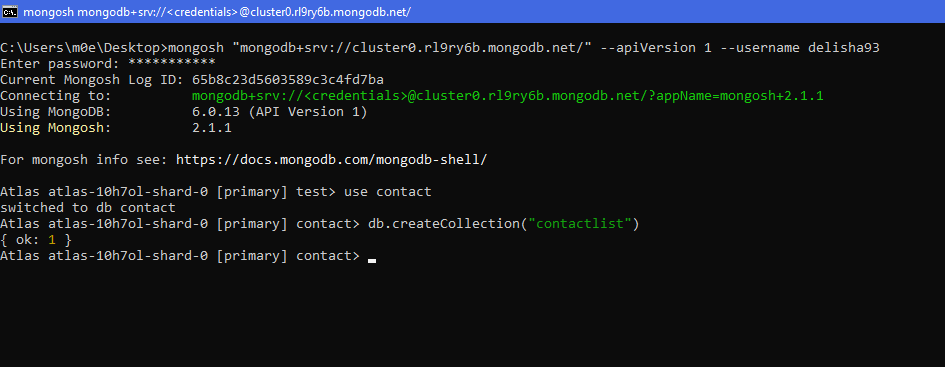 mongosh mongodb+srv://<credentials>@cluster0.rl9ry6b.mongodb.net/
C:\Users\m0e\Desktop>mongosh "mongodb+srv://cluster0.rl9ry6b.mongodb.net/" --apiVersion 1 --username delisha93
Enter password: ***********
Current Mongosh Log ID: 65b8c23d5603589c3c4fd7ba
Connecting to: mongodb+srv://<credentials>@cluster0.rl9ry6b.mongodb.net/?appName=mongosh+2.1.1
Using MongoDB: 6.0.13 (API Version 1)
Using Mongosh: 2.1.1
For mongosh info see: https://docs.mongodb.com/mongodb-shell/
Atlas atlas-10h7ol-shard-0 [primary] test> use contact
switched to db contact
Atlas atlas-10h7ol-shard-0 [primary] contact> db.createCollection("contactlist")
{ ok: 1 }
Atlas atlas-10h7ol-shard-0 [primary] contact> _